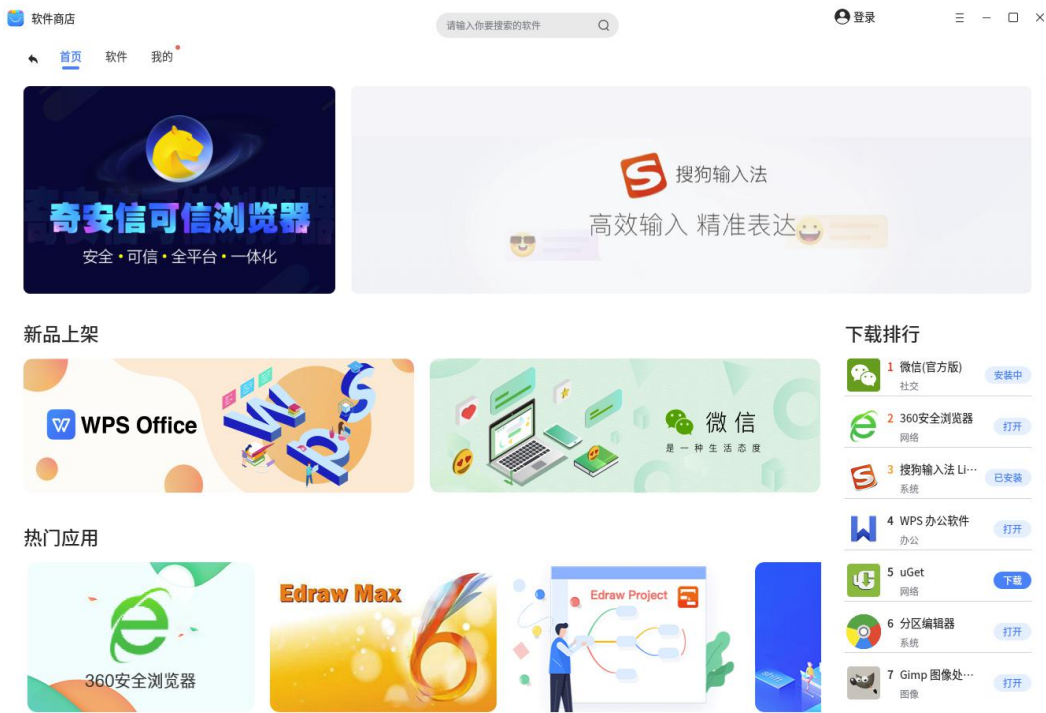 软件商店
请输入你要搜索的软件
登录
首页 软件 我的
奇安信可信浏览器
安全·可信·全平台·一体化
搜狗输入法
高效输入 精准表达
新品上架
WPS Office
WPS
微信
是一种生活态度
热门应用
360安全浏览器
Edraw Max
6
Edraw Project
shift
下载排行
1 微信(官方版) 安装中
社交
2 360安全浏览器 打开
网络
3 搜狗输入法 Li··· 已安装
系统
4 WPS 办公软件 打开
办公
5 uGet 下载
网络
6 分区编辑器 打开
系统
7 Gimp 图像处··· 打开
图像